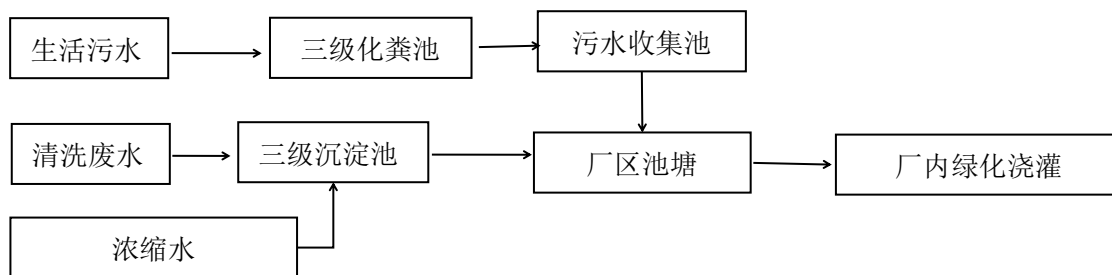 生活污水
三级化粪池
污水收集池
清洗废水
三级沉淀池
厂区池塘
厂内绿化浇灌
浓缩水